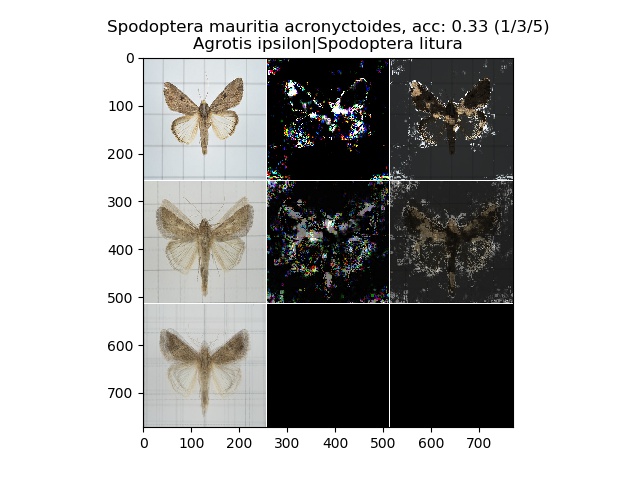 Spodoptera mauritia acronyctoides, acc: 0.33 (1/3/5)
Agrotis ipsilon|Spodoptera litura
0
100
200
300
400
500
600
700
0 100 200 300 400 500 600 700